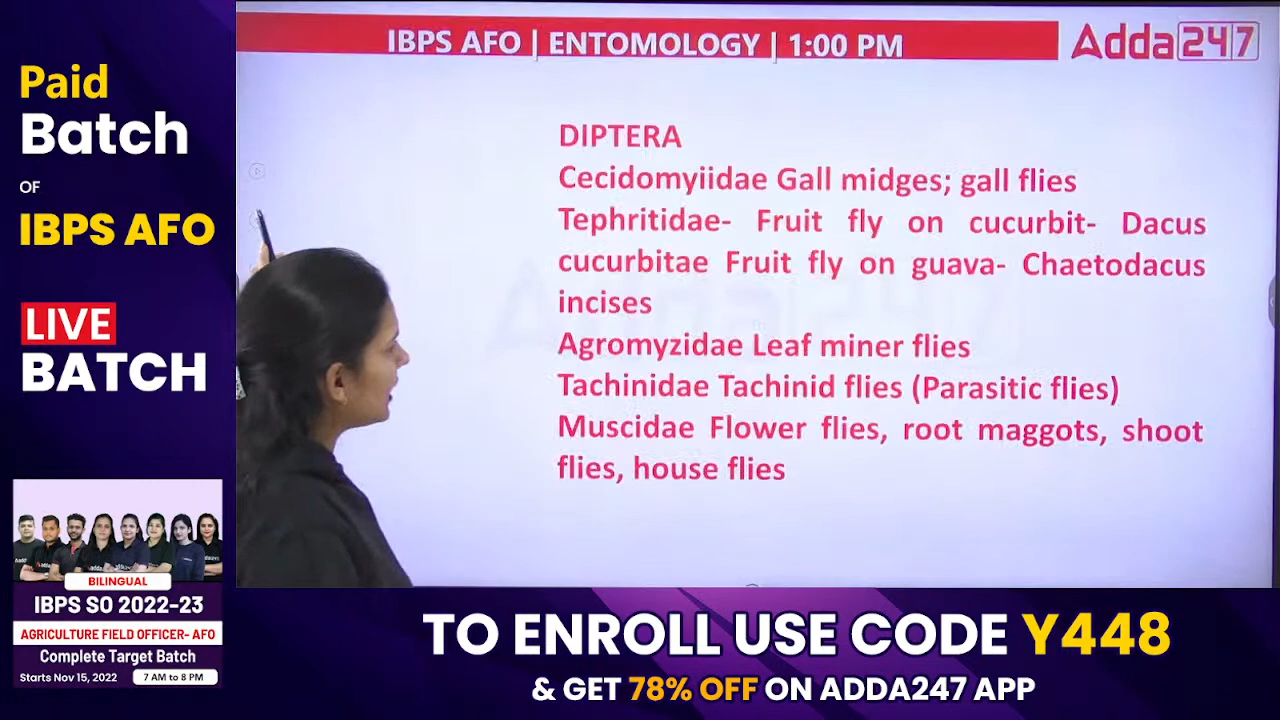 Paid
Batch
OF
IBPS AFO
LIVE
BATCH
BILINGUAL
IBPS SO 2022-23
AGRICULTURE FIELD OFFICER- AFO
Complete Target Batch
Starts Nov 15, 2022
7 AM to 8 PM
IBPS AFO | ENTOMOLOGY | 1:00 PM
Adda247
DIPTERA
Cecidomyiidae Gall midges; gall flies
Tephritidae- Fruit fly on cucurbit- Dacus
cucurbitae Fruit fly on guava- Chaetodacus
incises
Agromyzidae Leaf miner flies
Tachinidae Tachinid flies (Parasitic flies)
Muscidae Flower flies, root maggots, shoot
flies, house flies
TO ENROLL USE CODE Y448
& GET 78% OFF ON ADDA247 APP